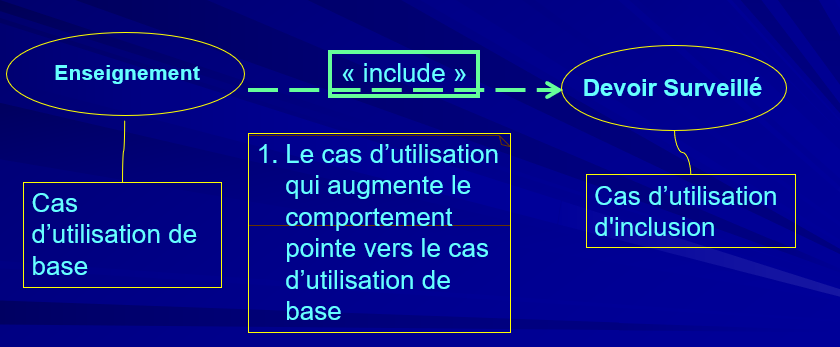 Enseignement
« include »
Devoir Surveillé
1. Le cas d’utilisation
qui augmente le
comportement
pointe vers le cas
d’utilisation de
base
Cas
d’utilisation de
base
Cas d’utilisation
d'inclusion